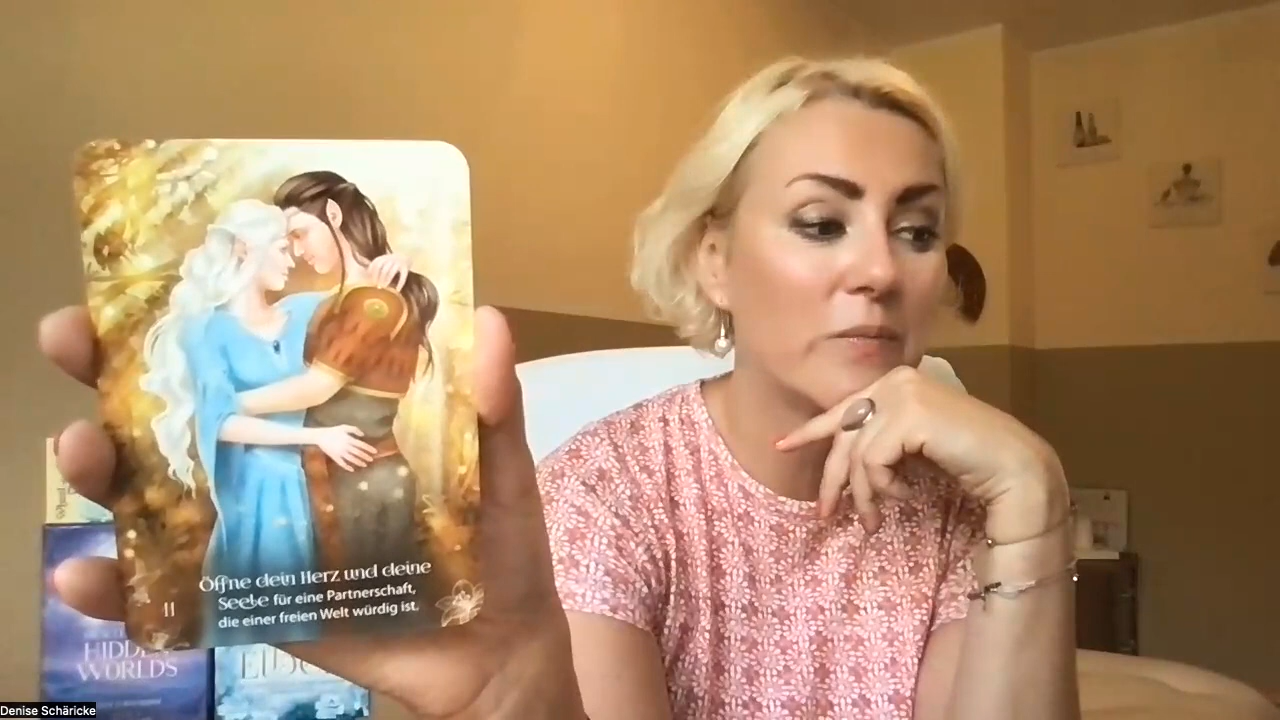 Öffne dein Herz und deine
Seele für eine Partnerschaft,
die einer freien Welt würdig ist.
11
HIDDEN
WORLDS
Denise Schäricke